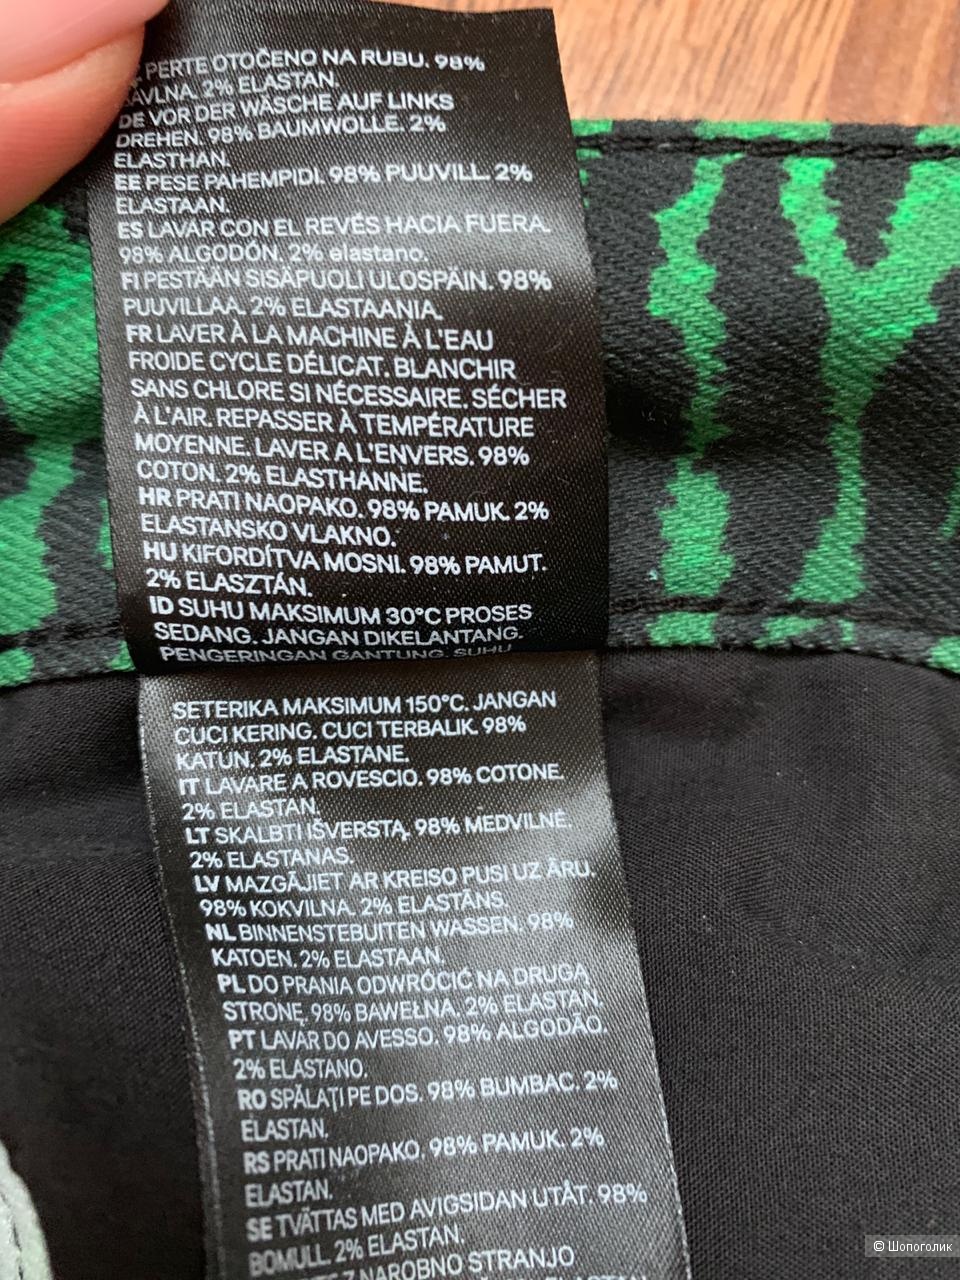 PERTE OTOČENO NA RUBU. 98%
BAVLNA. 2% ELASTAN.
DE VOR DER WÄSCHE AUF LINKS
DREHEN. 98% BAUMWOLLE. 2%
ELASTHAN.
EE PESE PAHEMPIDI. 98% PUUVILL. 2%
ELASTAAN.
ES LAVAR CON EL REVÉS HACIA FUERA.
98% ALGODÓN. 2% elastano.
FI PESTÄÄN SISÄPUOLI ULOSPÄIN. 98%
PUUVILLAA. 2% ELASTAANIA.
FR LAVER À LA MACHINE À L'EAU
FROIDE CYCLE DÉLICAT. BLANCHIR
SANS CHLORE SI NÉCESSAIRE. SÉCHER
À L'AIR. REPASSER À TEMPÉRATURE
MOYENNE. LAVER A L'ENVERS. 98%
COTON. 2% ELASTHANNE.
HR PRATI NAOPAKO. 98% PAMUK. 2%
ELASTANSKO VLAKNO.
HU KIFORDÍTVA MOSNI. 98% PAMUT.
2% ELASZTÁN.
ID SUHU MAKSIMUM 30°C PROSES
SEDANG. JANGAN DIKELANTANG.
PENGERINGAN GANTUNG. SUHU
SETERIKA MAKSIMUM 150°C. JANGAN
CUCI KERING. CUCI TERBALIK. 98%
KATUN. 2% ELASTANE.
IT LAVARE A ROVESCIO. 98% COTONE.
2% ELASTAN.
LT SKALBTI IŠVERSTĄ. 98% MEDVILNĖ.
2% ELASTANAS.
LV MAZGĀJIET AR KREISO PUSI UZ ĀRU.
98% KOKVILNA. 2% ELASTĀNS.
NL BINNENSTEBUITEN WASSEN. 98%
KATOEN. 2% ELASTAAN.
PL DO PRANIA ODWRÓCIĆ NA DRUGĄ
STRONĘ. 98% BAWEŁNA. 2% ELASTAN.
PT LAVAR DO AVESSO. 98% ALGODÃO.
2% ELASTANO.
RO SPĂLAȚI PE DOS. 98% BUMBAC. 2%
ELASTAN.
RS PRATI NAOPAKO. 98% PAMUK. 2%
ELASTAN.
SE TVÄTTAS MED AVIGSIDAN UTÅT. 98%
BOMULL. 2% ELASTAN.
Z NAROBNO STRANJO
© Шопоголик